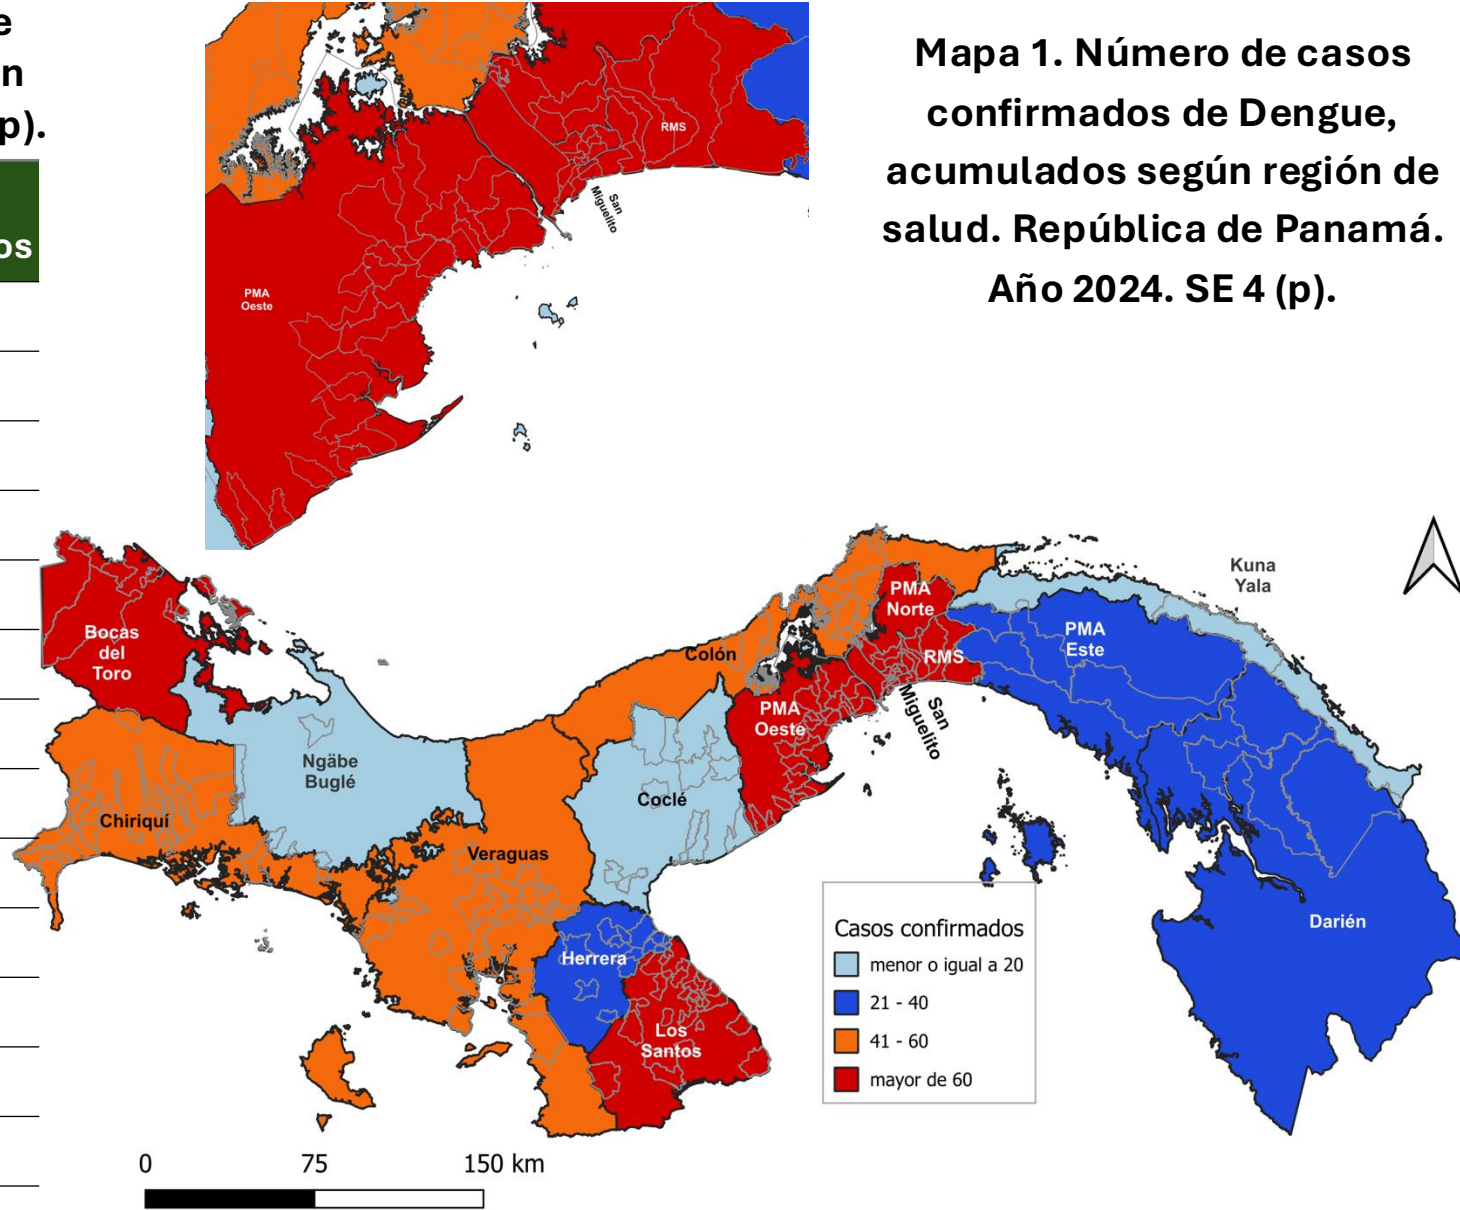 e
n
p).
os
Mapa 1. Número de casos
confirmados de Dengue,
acumulados según región de
salud. República de Panamá.
Año 2024. SE 4 (p).
RMS
San
Miguelito
PMA
Oeste
Bocas
del
Toro
Ngäbe
Buglé
Chiriquí
Veraguas
Herrera
Los
Santos
Coclé
Colón
PMA
Norte
RMS
PMA
Oeste
San
Miguelito
PMA
Este
Kuna
Yala
Darién
Casos confirmados
menor o igual a 20
21 - 40
41 - 60
mayor de 60
0 75 150 km